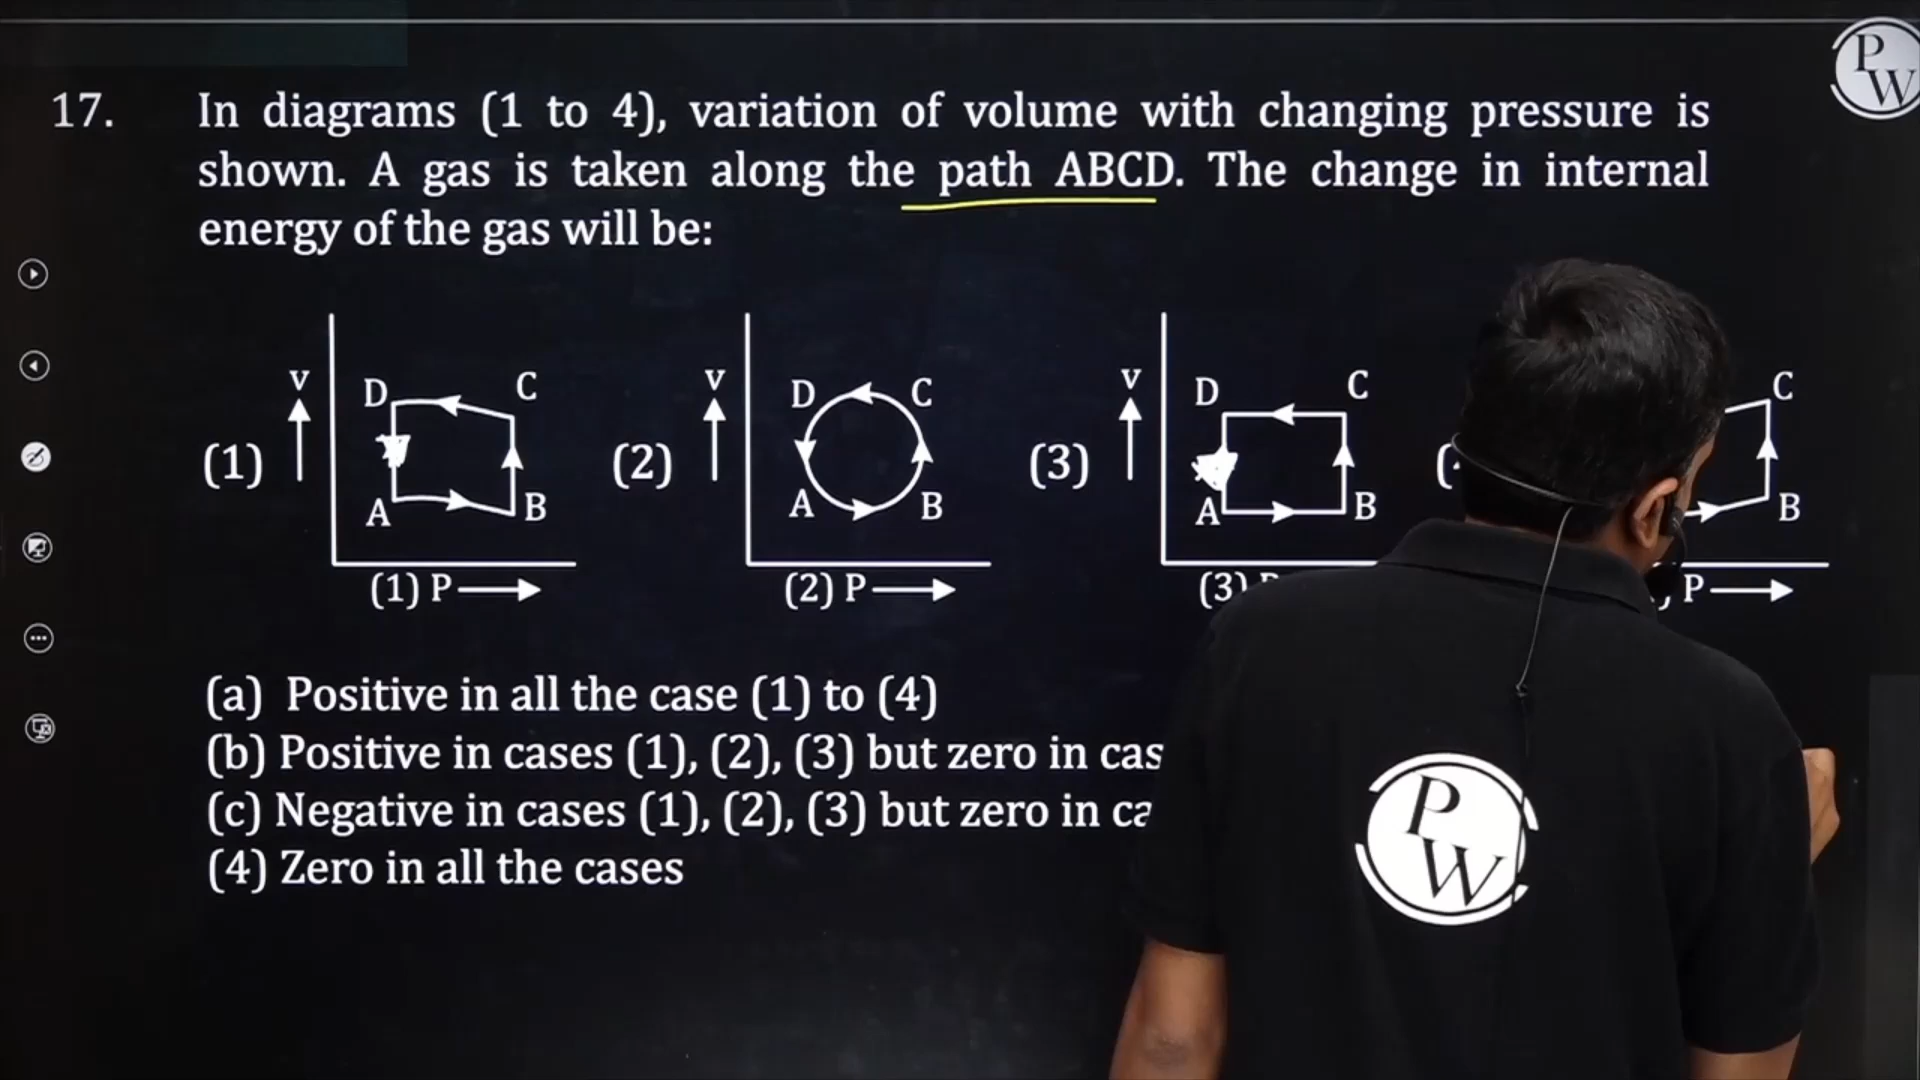 17. In diagrams (1 to 4), variation of volume with changing pressure is
shown. A gas is taken along the path ABCD. The change in internal
energy of the gas will be:
(1) v D C A B (1) P
(2) v D C A B (2) P
(3) v D C A B (3)
C B P
(a) Positive in all the case (1) to (4)
(b) Positive in cases (1), (2), (3) but zero in
(c) Negative in cases (1), (2), (3) but zero in
(4) Zero in all the cases
P W
P W